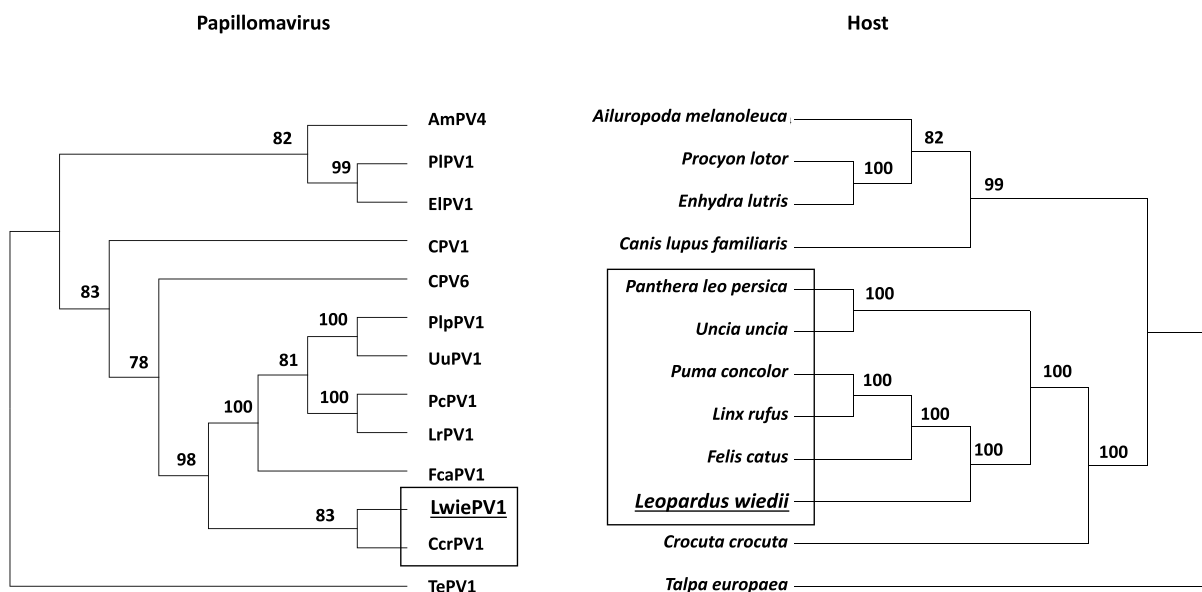 Papillomavirus
Host
82
AmPV4
99
PlPV1
ElPV1
CPV1
83
CPV6
78
100
PlpPV1
UuPV1
81
100
PcPV1
LrPV1
100
FcaPV1
98
LwiePV1
83
CcrPV1
TePV1
Ailuropoda melanoleuca
82
Procyon lotor
100
99
Enhydra lutris
Canis lupus familiaris
Panthera leo persica
100
Uncia uncia
Puma concolor
100
100
Linx rufus
100
Felis catus
100
100
Leopardus wiedii
Crocuta crocuta
Talpa europaea